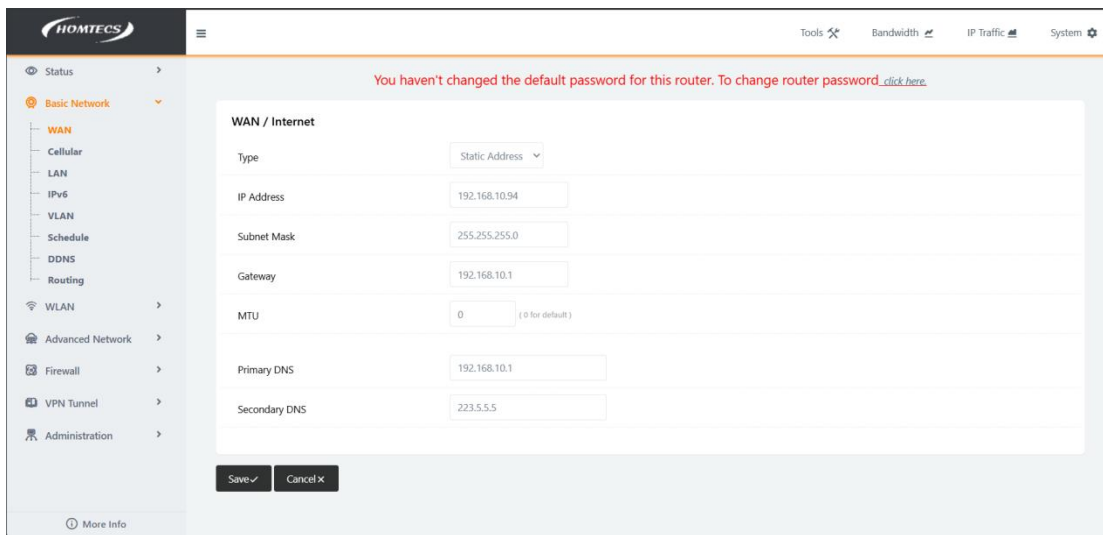 HOMTECS
Tools
Bandwidth
IP Traffic
System
Status
Basic Network
WAN
Cellular
LAN
IPv6
VLAN
Schedule
DDNS
Routing
WLAN
Advanced Network
Firewall
VPN Tunnel
Administration
More Info
You haven't changed the default password for this router. To change router password click here.
WAN / Internet
Type Static Address
IP Address 192.168.10.94
Subnet Mask 255.255.255.0
Gateway 192.168.10.1
MTU 0 ( 0 for default )
Primary DNS 192.168.10.1
Secondary DNS 223.5.5.5
Save Cancel